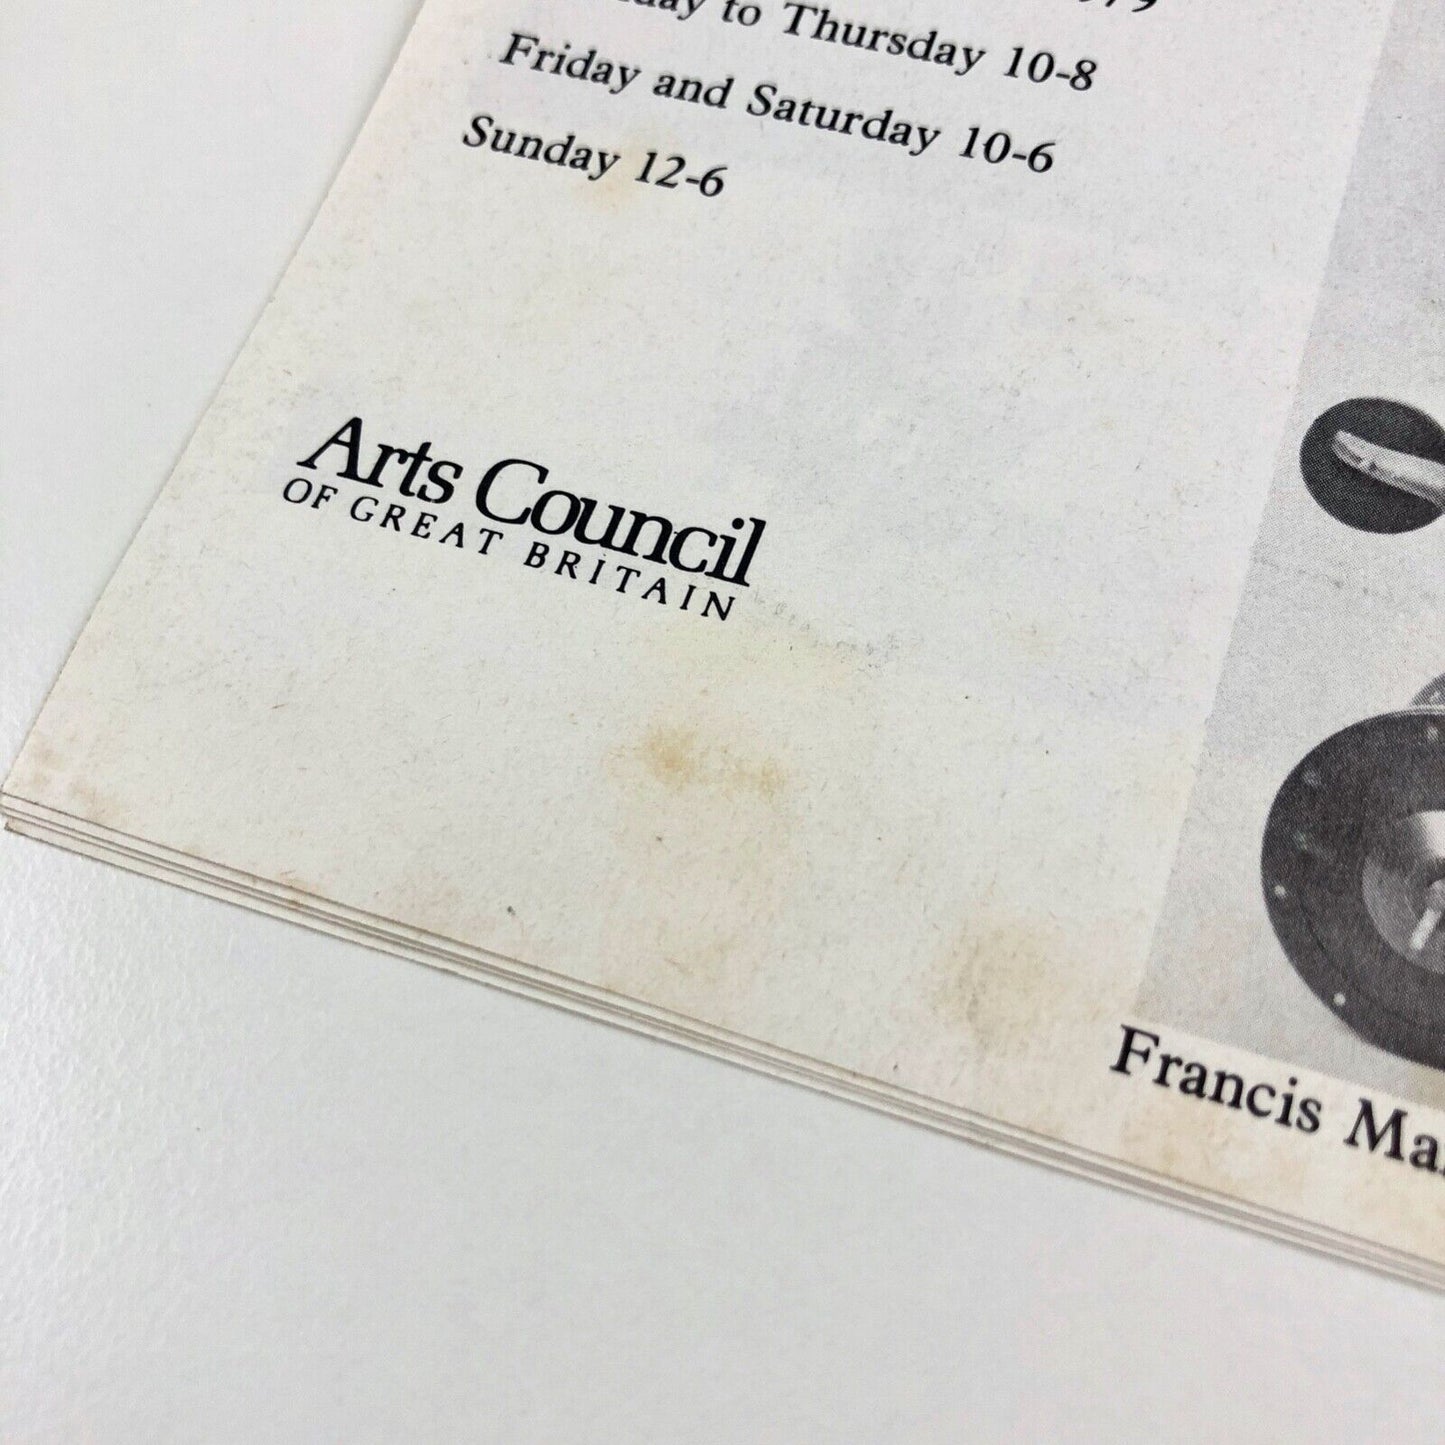 to Thursday 10-8
Friday and Saturday 10-6
Sunday 12-6
Arts Council
OF GREAT BRITAIN
Francis